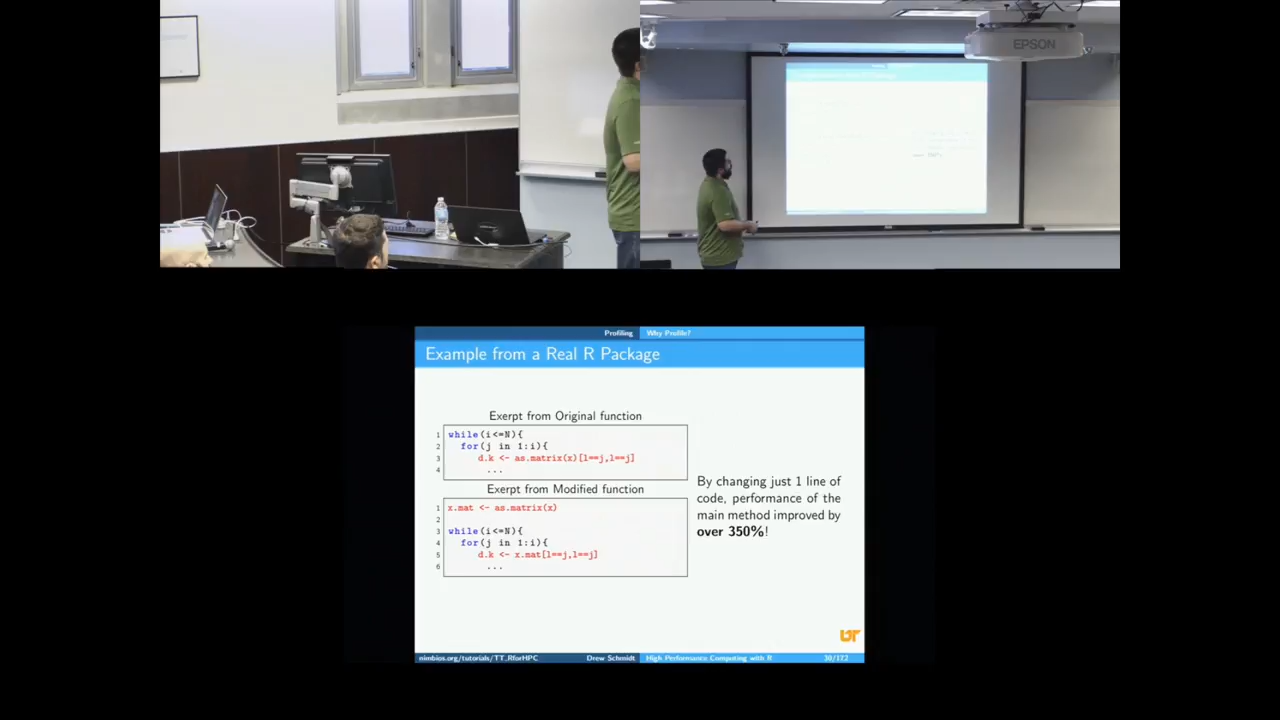 EPSON
Profiling Why Profile?
Example from a Real R Package
Exerpt from Original function
1 while(i<=N){
2 for(j in 1:i){
3 d.k <- as.matrix(x)[l==j,l==j]
4 ...
Exerpt from Modified function
1 x.mat <- as.matrix(x)
2
3 while(i<=N){
4 for(j in 1:i){
5 d.k <- x.mat[l==j,l==j]
6 ...
By changing just 1 line of
code, performance of the
main method improved by
over 350%!
UT
nimbios.org/tutorials/TT_RforHPC Drew Schmidt High Performance Computing with R 30/172